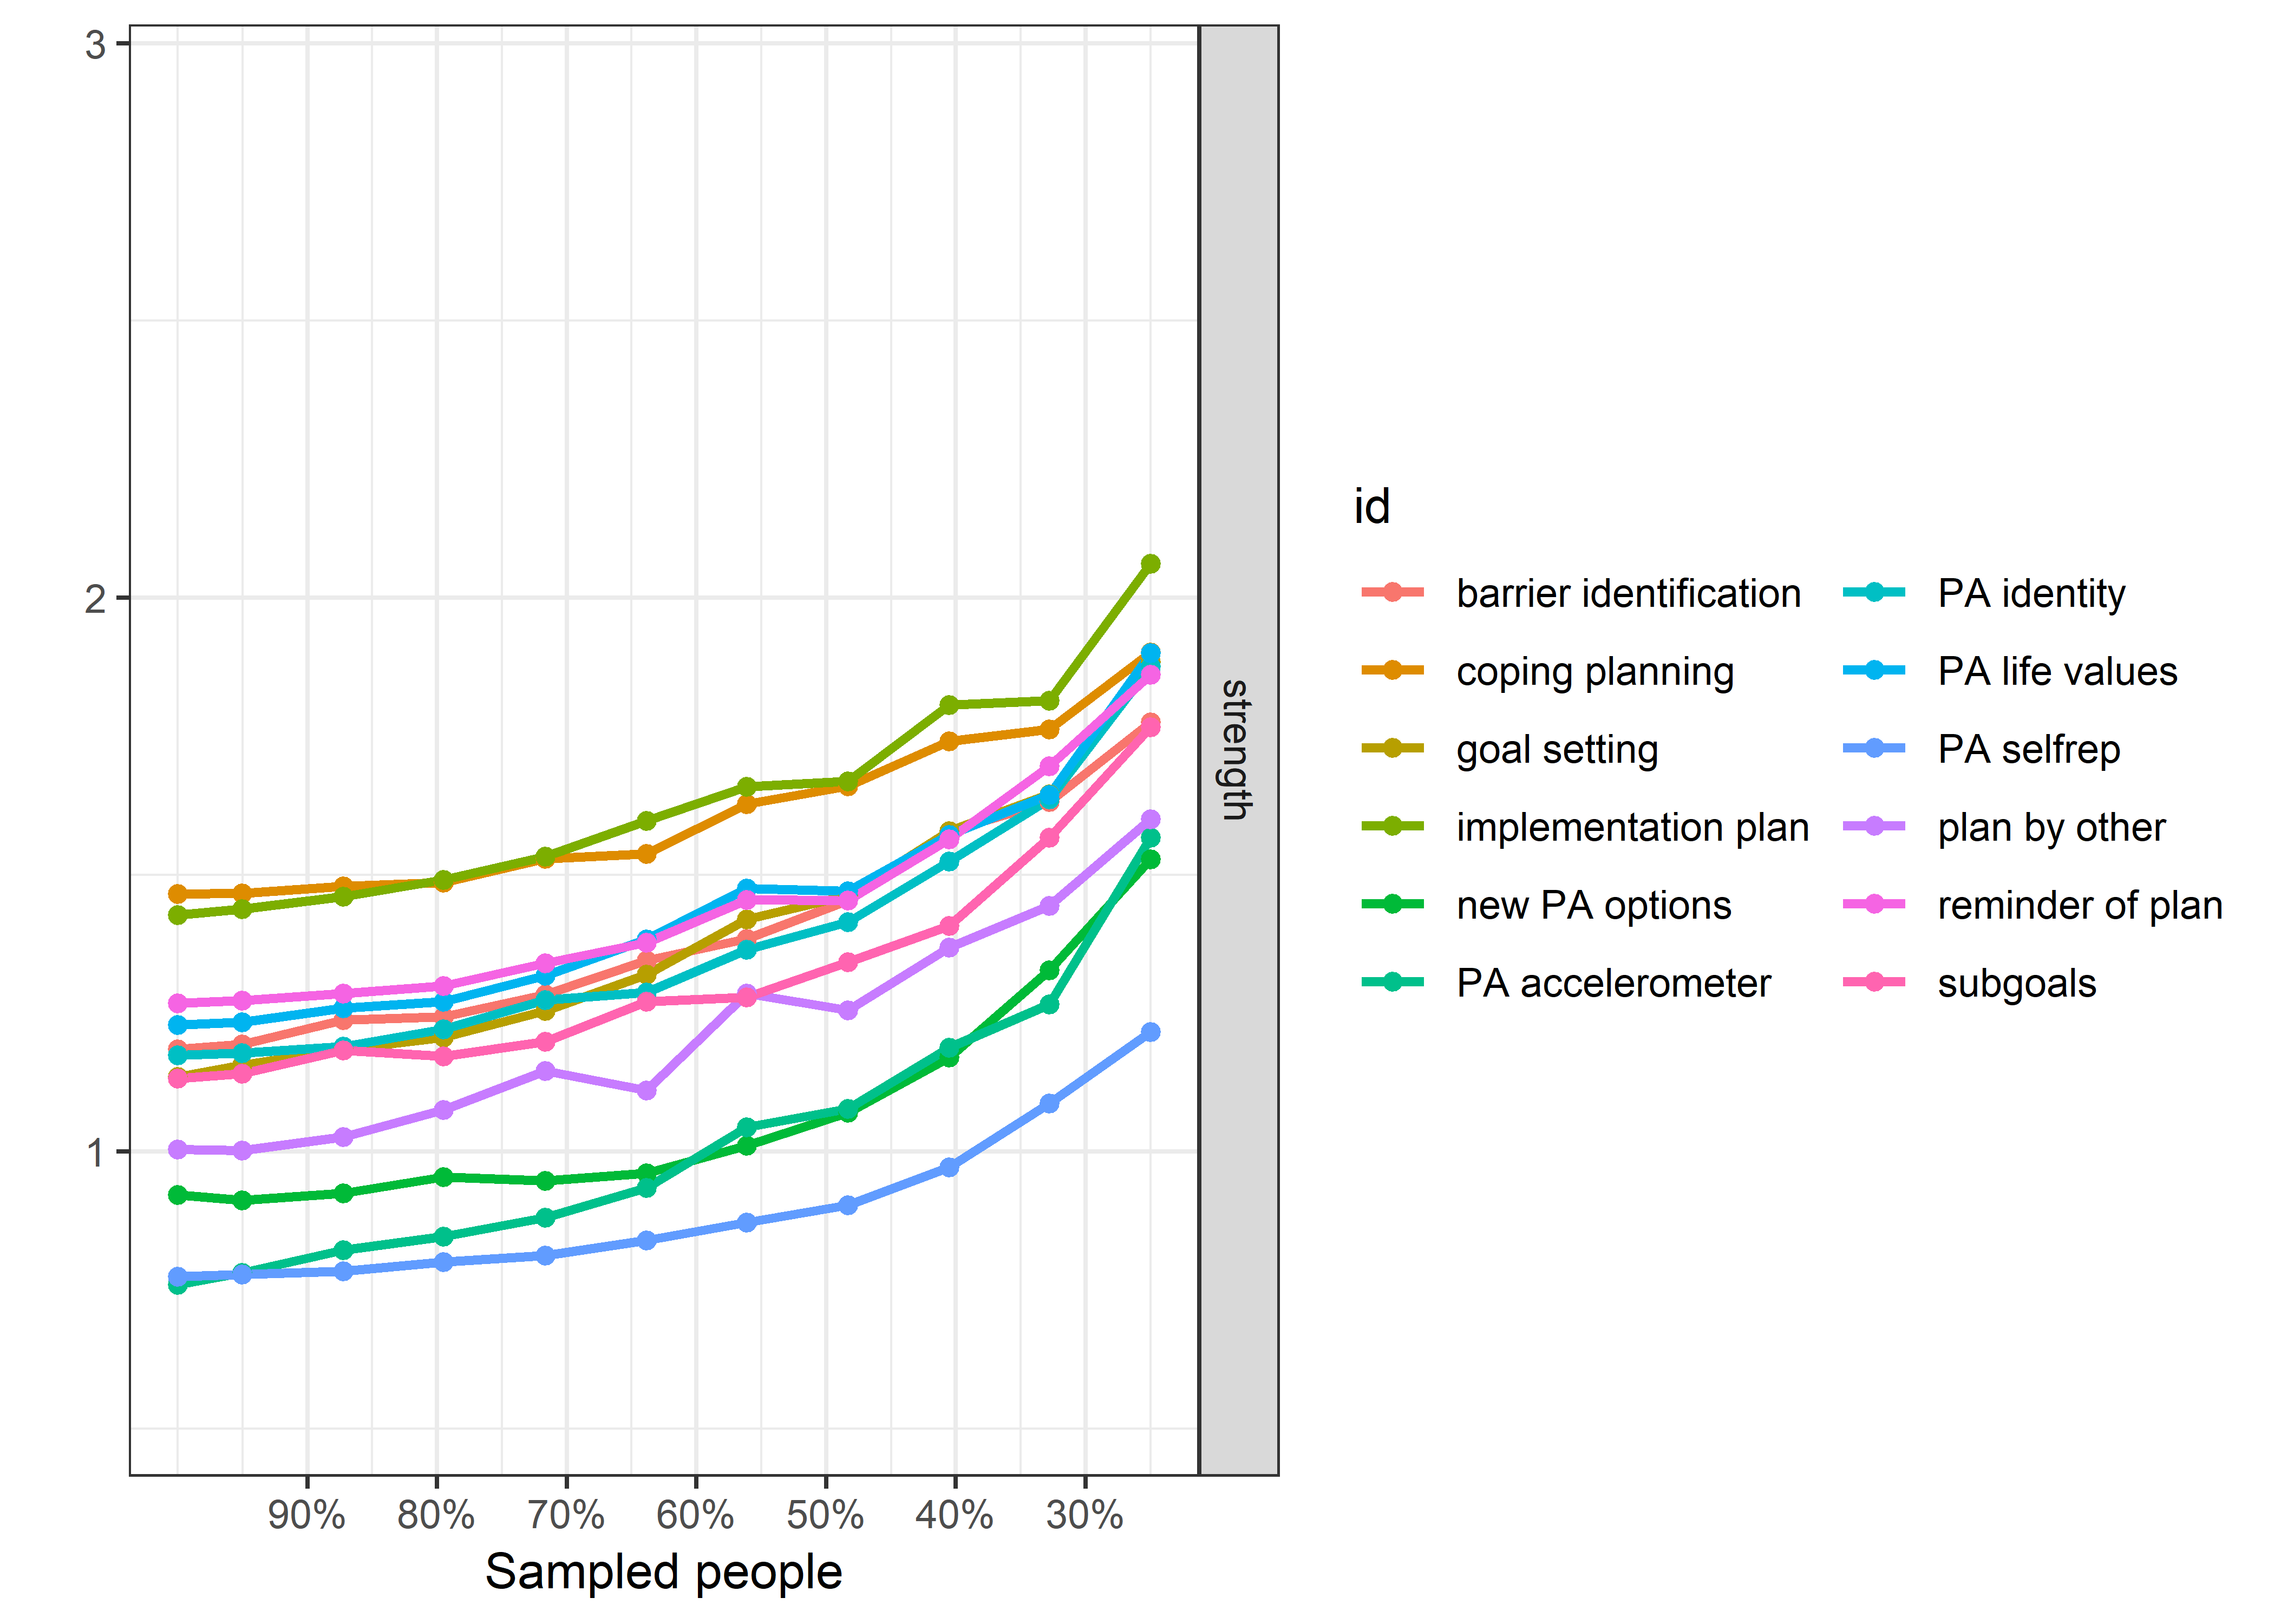 3
2
1
strength
90% 80% 70% 60% 50% 40% 30%
Sampled people
id
barrier identification
coping planning
goal setting
implementation plan
new PA options
PA accelerometer
PA identity
PA life values
PA selfrep
plan by other
reminder of plan
subgoals